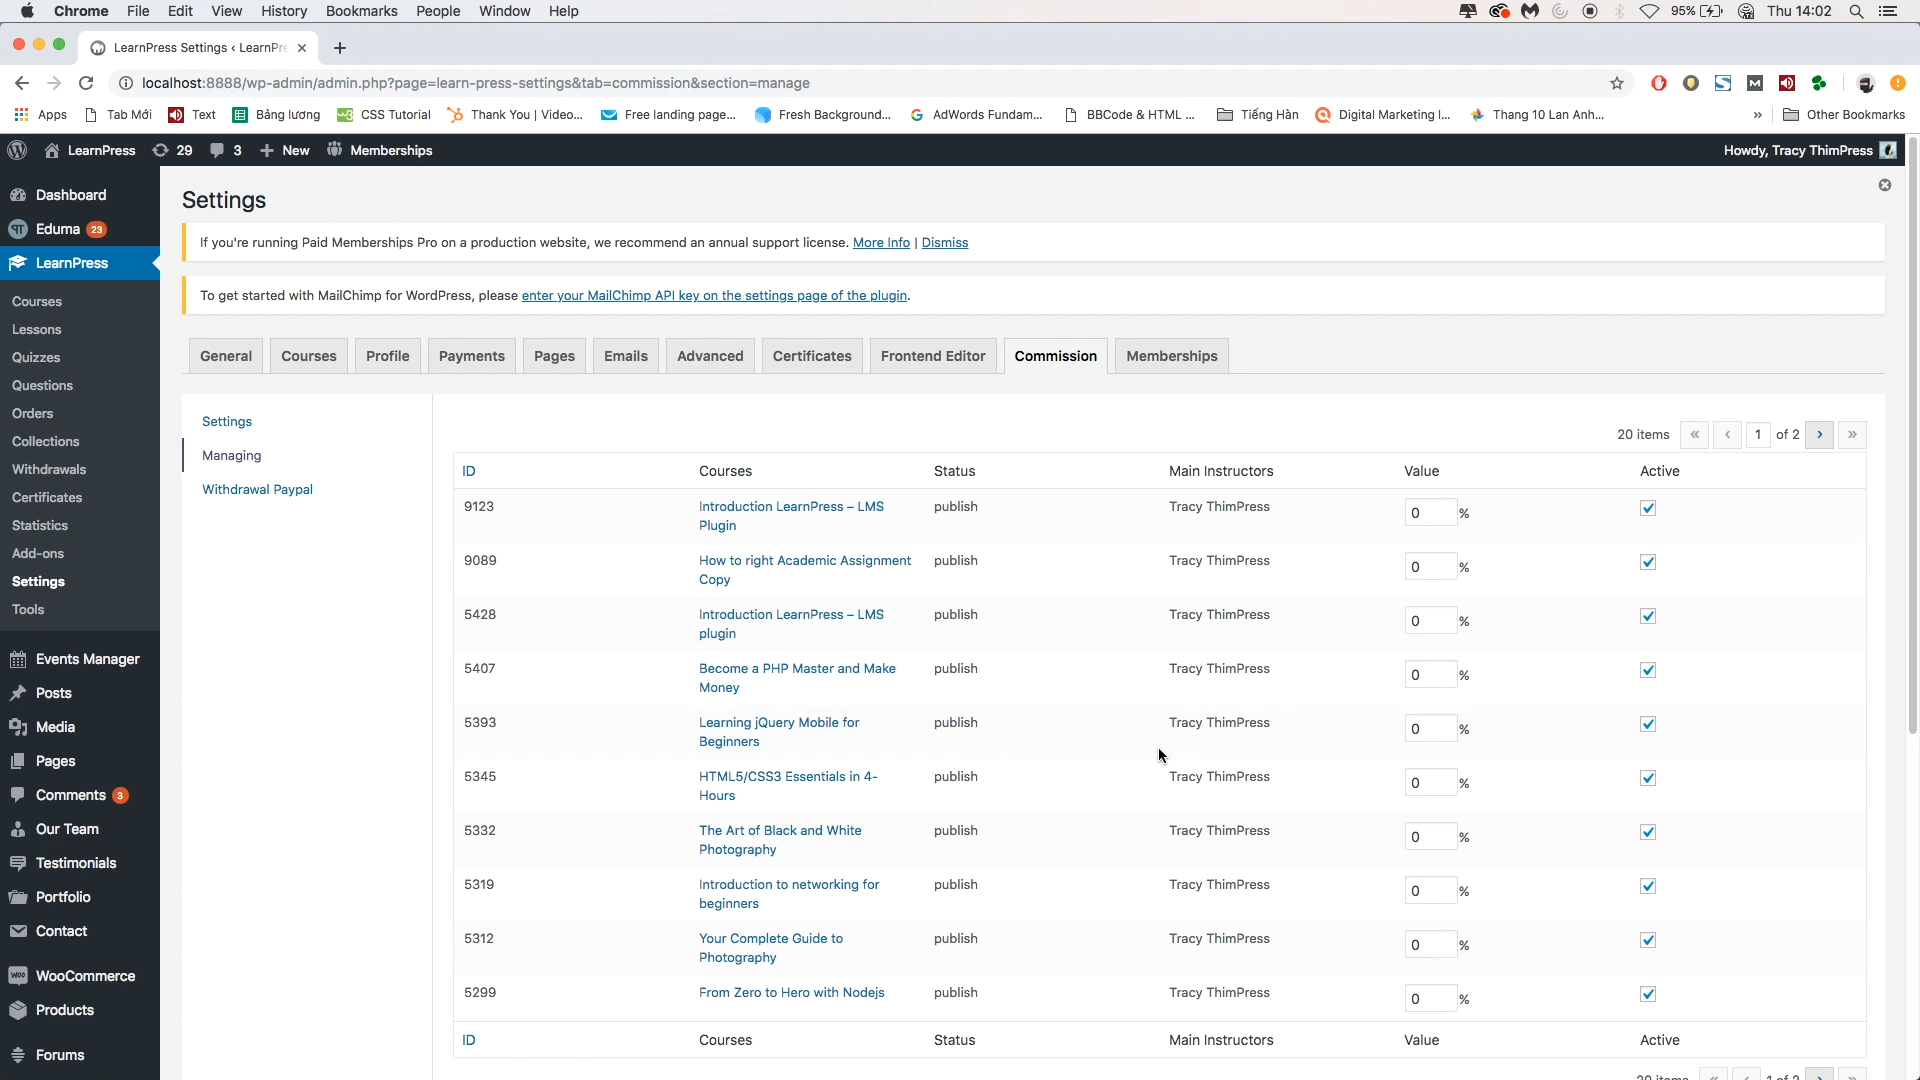 Chrome File Edit View History Bookmarks People Window Help 95% Thu 14:02
LearnPress Settings ‹ LearnPre
localhost:8888/wp-admin/admin.php?page=learn-press-settings&tab=commission&section=manage
Apps Tab Mới Text Bảng lương CSS Tutorial Thank You | Video... Free landing page... Fresh Background... AdWords Fundam... BBCode & HTML ... Tiếng Hàn Digital Marketing I... Thang 10 Lan Anh... » Other Bookmarks
LearnPress 29 3 New Memberships Howdy, Tracy ThimPress
Dashboard
Eduma 23
LearnPress
Courses
Lessons
Quizzes
Questions
Orders
Collections
Withdrawals
Certificates
Statistics
Add-ons
Settings
Tools
Events Manager
Posts
Media
Pages
Comments 3
Our Team
Testimonials
Portfolio
Contact
WooCommerce
Products
Forums
Settings
If you're running Paid Memberships Pro on a production website, we recommend an annual support license. More Info | Dismiss
To get started with MailChimp for WordPress, please enter your MailChimp API key on the settings page of the plugin.
General Courses Profile Payments Pages Emails Advanced Certificates Frontend Editor Commission Memberships
Settings
Managing
Withdrawal Paypal
20 items « ‹ 1 of 2 › »
ID Courses Status Main Instructors Value Active
9123 Introduction LearnPress – LMS publish Tracy ThimPress 0 %
Plugin
9089 How to right Academic Assignment publish Tracy ThimPress 0 %
Copy
5428 Introduction LearnPress – LMS publish Tracy ThimPress 0 %
plugin
5407 Become a PHP Master and Make publish Tracy ThimPress 0 %
Money
5393 Learning jQuery Mobile for publish Tracy ThimPress 0 %
Beginners
5345 HTML5/CSS3 Essentials in 4- publish Tracy ThimPress 0 %
Hours
5332 The Art of Black and White publish Tracy ThimPress 0 %
Photography
5319 Introduction to networking for publish Tracy ThimPress 0 %
beginners
5312 Your Complete Guide to publish Tracy ThimPress 0 %
Photography
5299 From Zero to Hero with Nodejs publish Tracy ThimPress 0 %
ID Courses Status Main Instructors Value Active
20 items « ‹ 1 of 2 › »